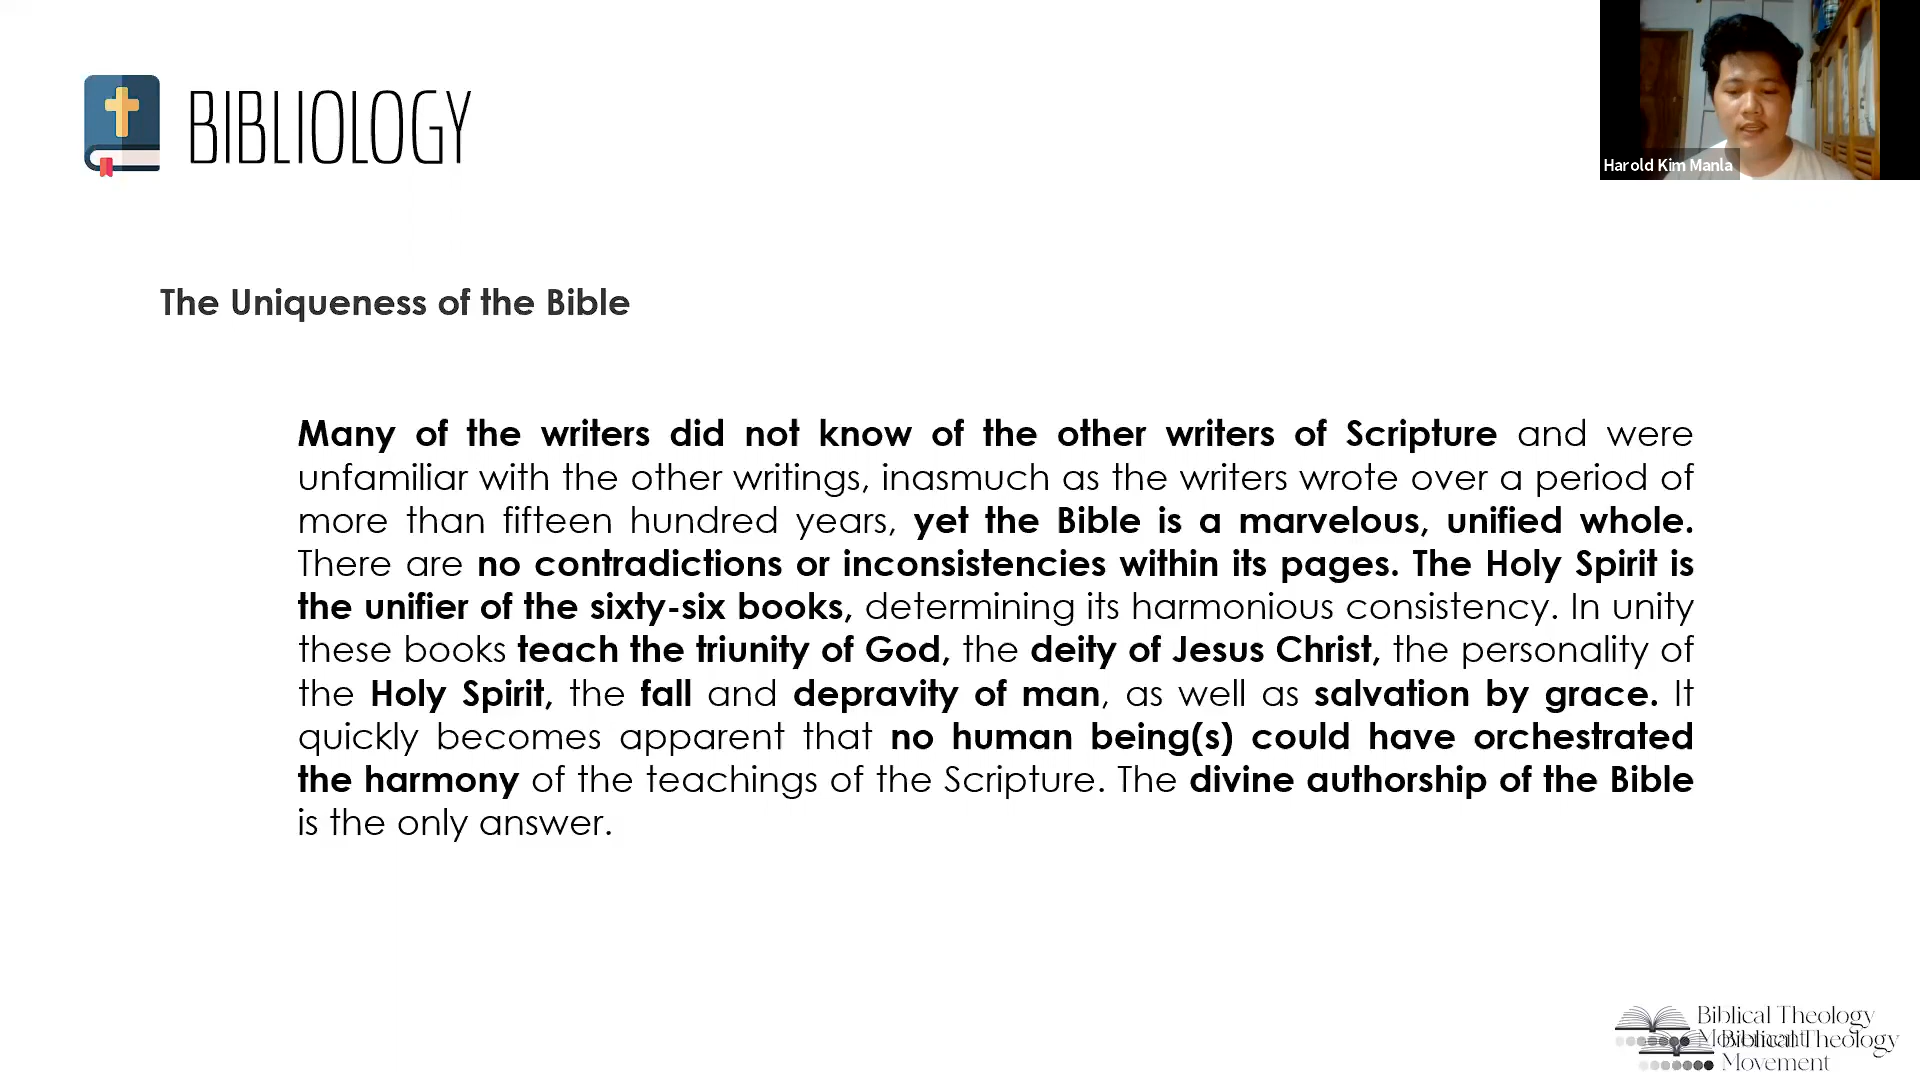 BIBLIOLOGY
Harold Kim Manla
The Uniqueness of the Bible
Many of the writers did not know of the other writers of Scripture and were
unfamiliar with the other writings, inasmuch as the writers wrote over a period of
more than fifteen hundred years, yet the Bible is a marvelous, unified whole.
There are no contradictions or inconsistencies within its pages. The Holy Spirit is
the unifier of the sixty-six books, determining its harmonious consistency. In unity
these books teach the triunity of God, the deity of Jesus Christ, the personality of
the Holy Spirit, the fall and depravity of man, as well as salvation by grace. It
quickly becomes apparent that no human being(s) could have orchestrated
the harmony of the teachings of the Scripture. The divine authorship of the Bible
is the only answer.
Biblical Theology
Movement
Biblical Theology
Movement